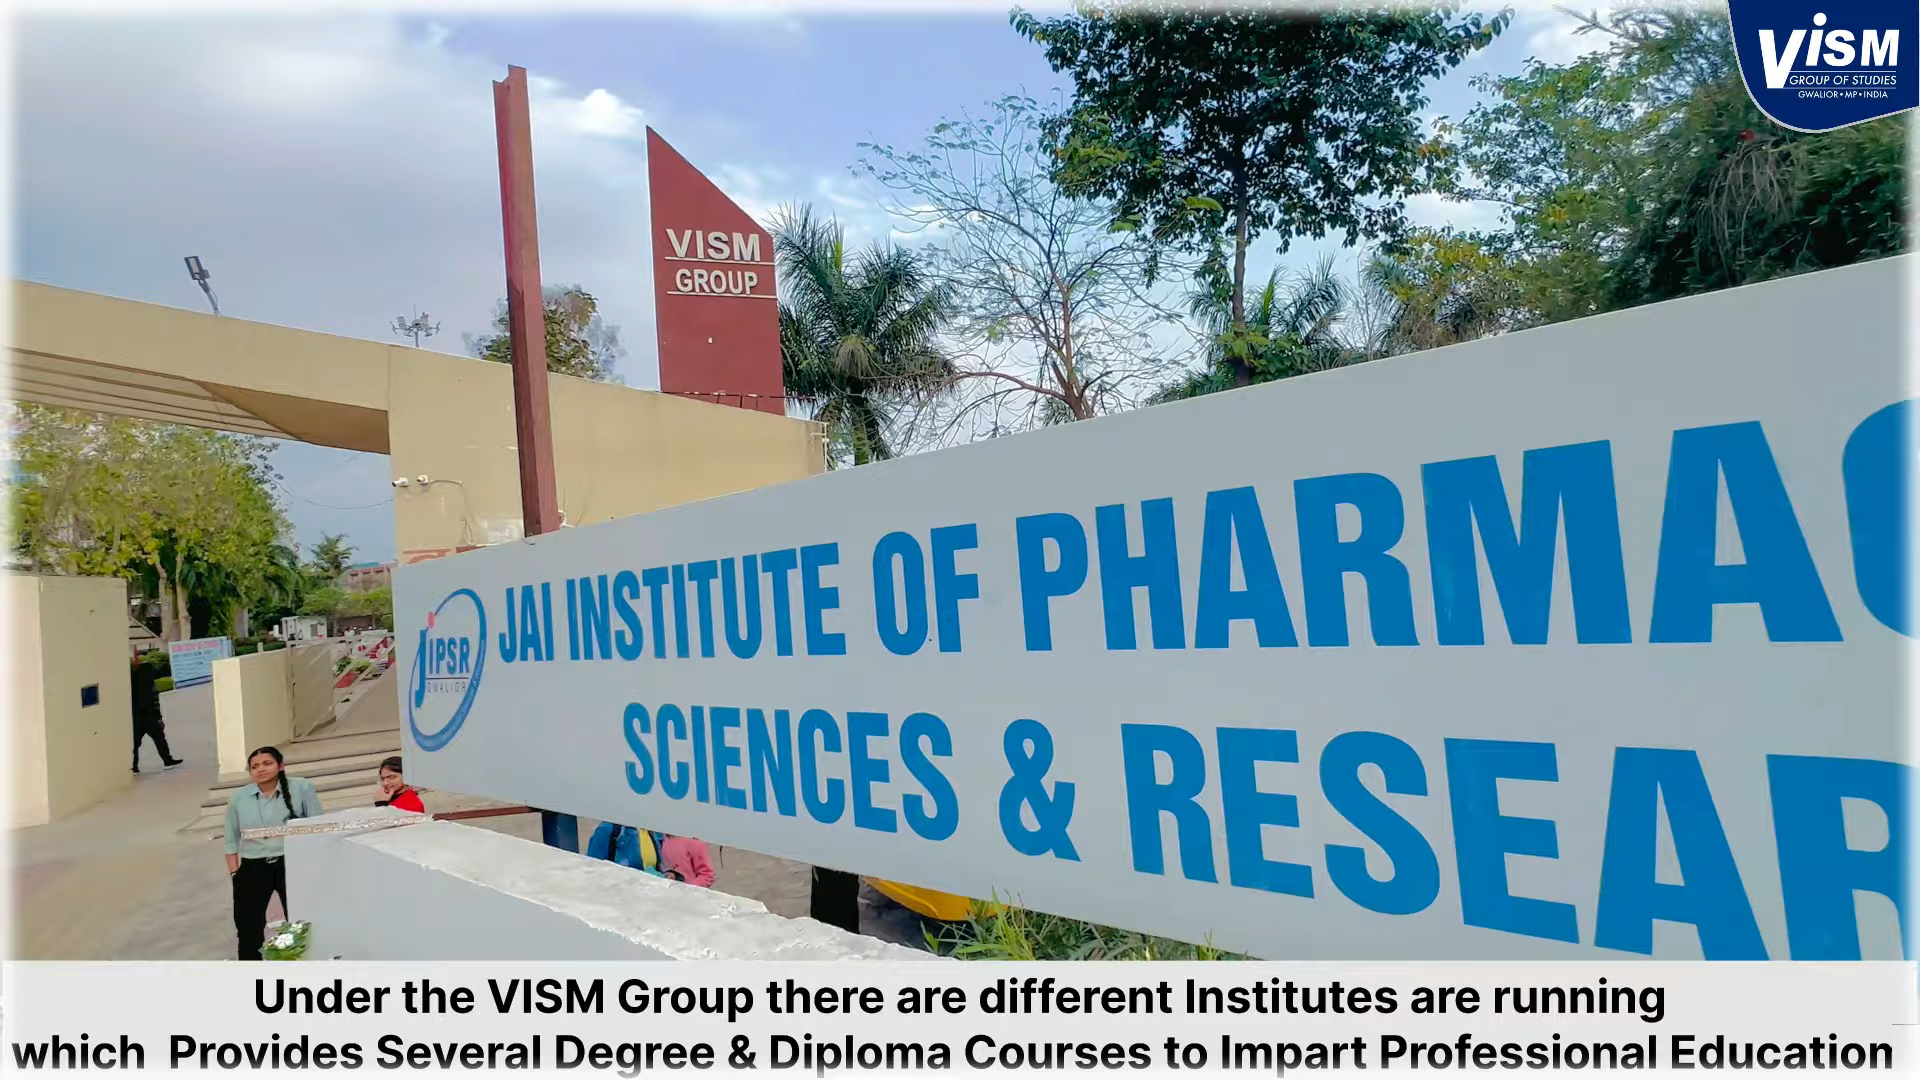 ViSM
GROUP OF STUDIES
GWALIOR • MP • INDIA
VISM
GROUP
JIPSR
GWALIOR
JAI INSTITUTE OF PHARMAC
SCIENCES & RESEAR
Under the VISM Group there are different Institutes are running
which Provides Several Degree & Diploma Courses to Impart Professional Education